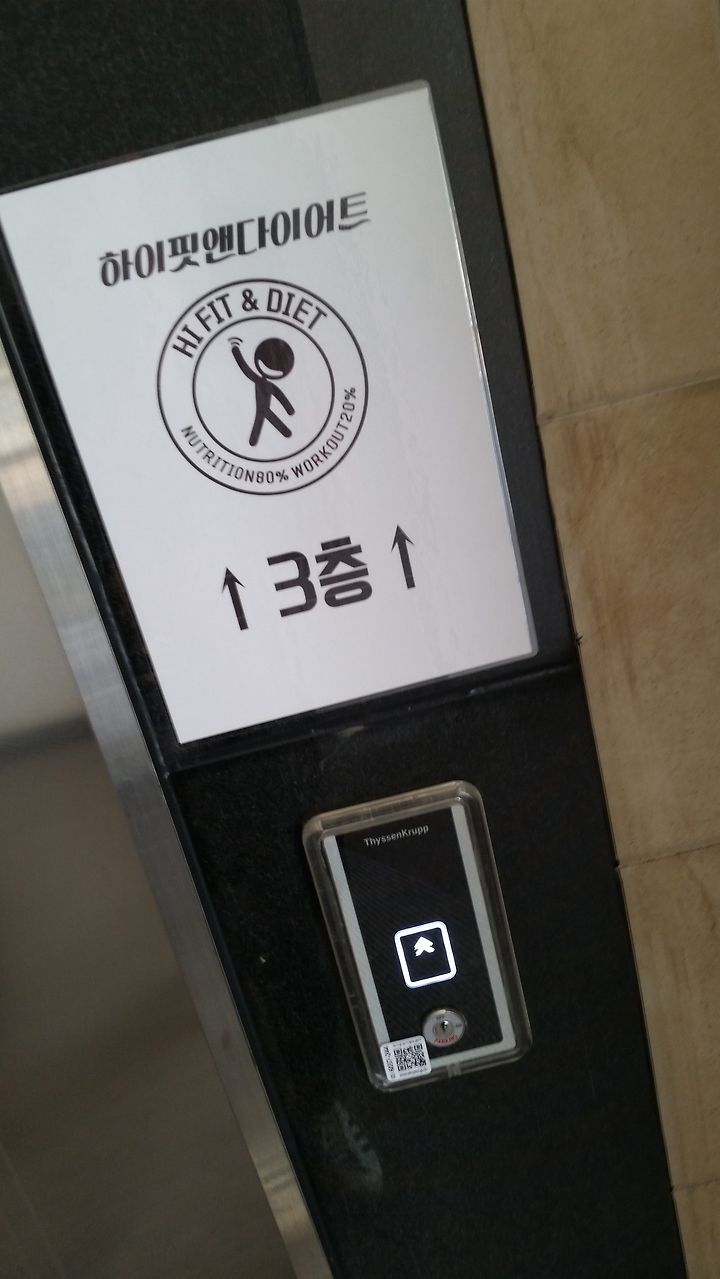 하이핏앤다이어트
HI FIT & DIET
NUTRITION80% WORKOUT20%
↑ 3층 ↑
ThyssenKrupp